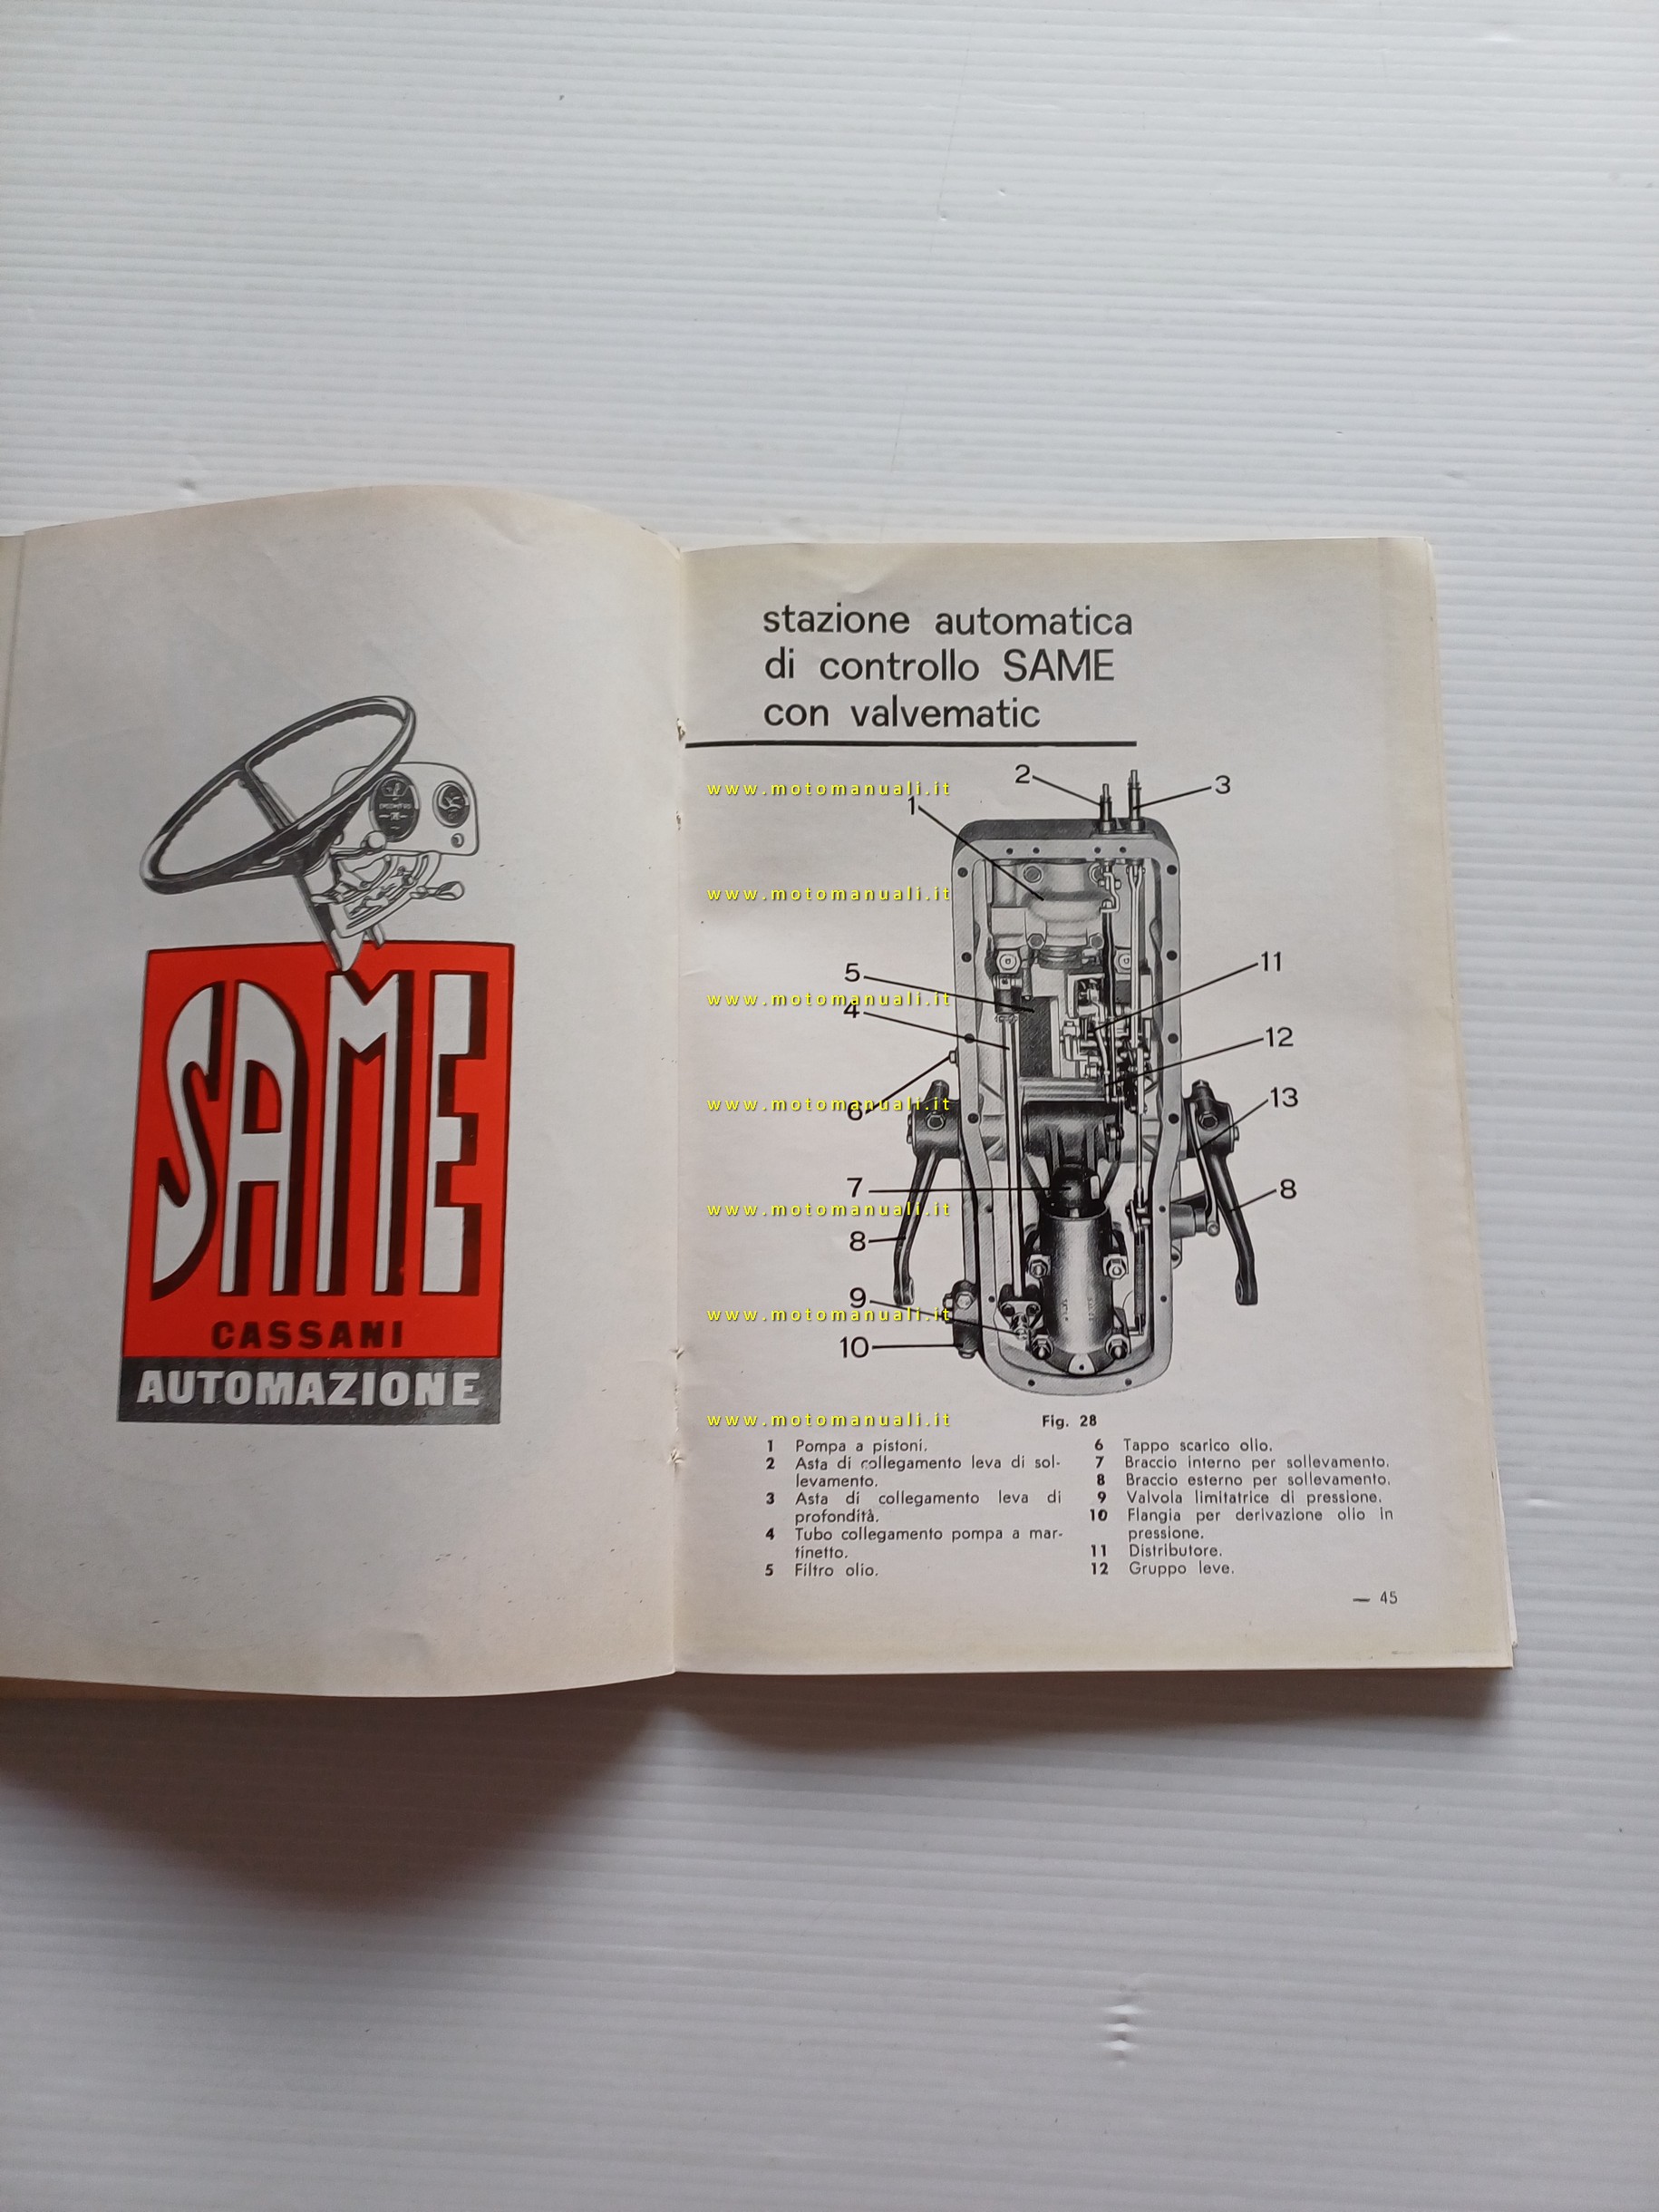 SAME
CASSANI
AUTOMAZIONE
stazione automatica
di controllo SAME
con valvematic
www.motomanuali.it
2
3
1
www.motomanuali.it
11
5
www.motomanuali.it
4
12
13
www.motomanuali.it
6
7
8
www.motomanuali.it
8
9
www.motomanuali.it
10
www.motomanuali.it
Fig. 28
1 Pompa a pistoni.
2 Asta di collegamento leva di sol-
levamento.
3 Asta di collegamento leva di
profondità.
4 Tubo collegamento pompa a mar-
tinetto.
5 Filtro olio.
6 Tappo scarico olio.
7 Braccio interno per sollevamento.
8 Braccio esterno per sollevamento.
9 Valvola limitatrice di pressione.
10 Flangia per derivazione olio in
pressione.
11 Distributore.
12 Gruppo leve.
— 45